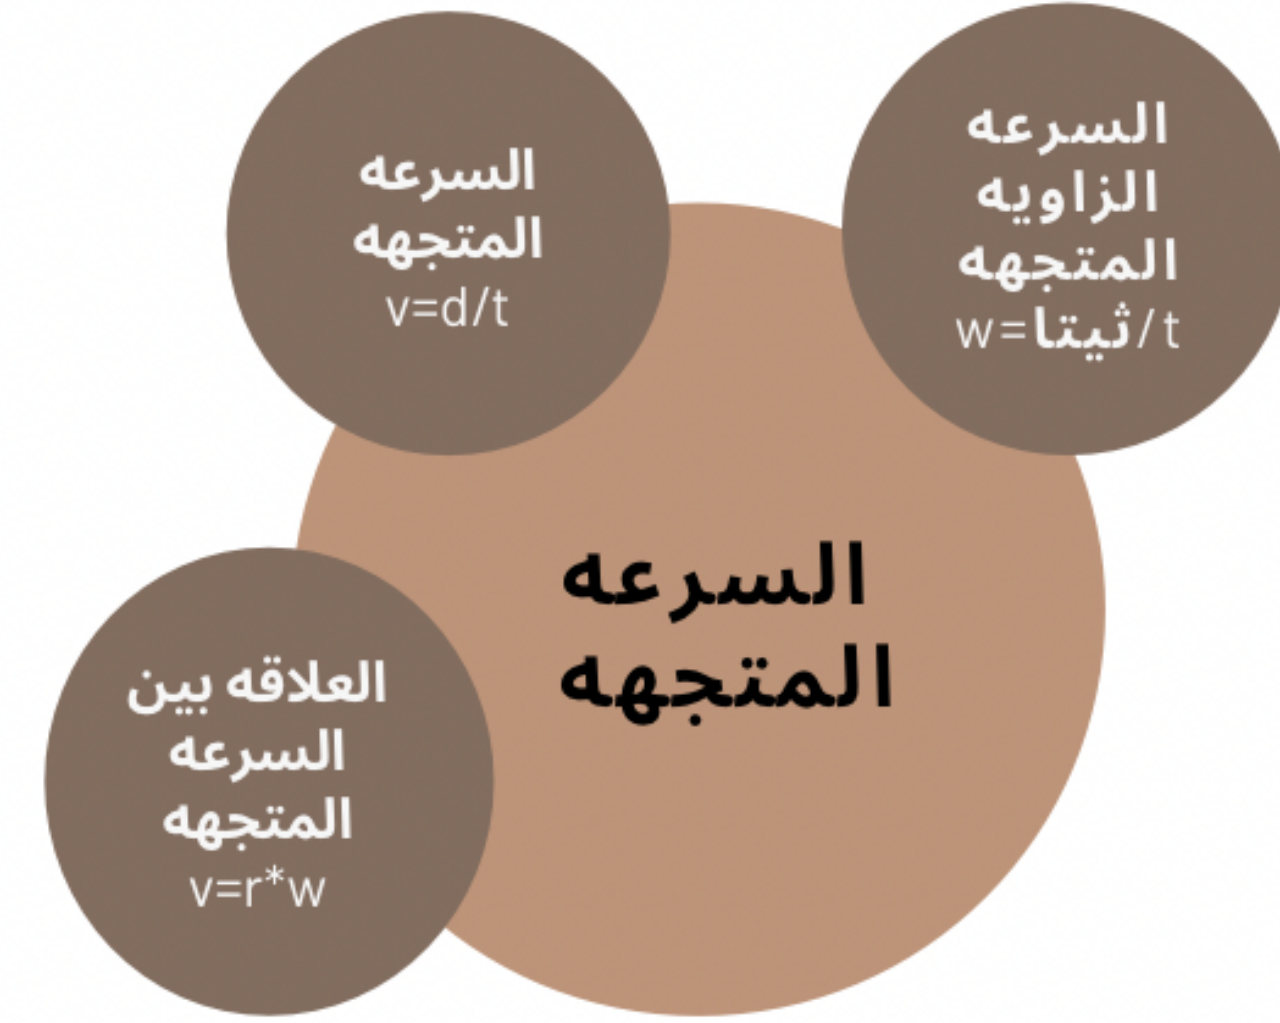 السرعه
الزاويه
المتجهه
w=ثيتا/t
السرعه
المتجهه
v=d/t
السرعه
المتجهه
العلاقه بين
السرعه
المتجهه
v=r*w